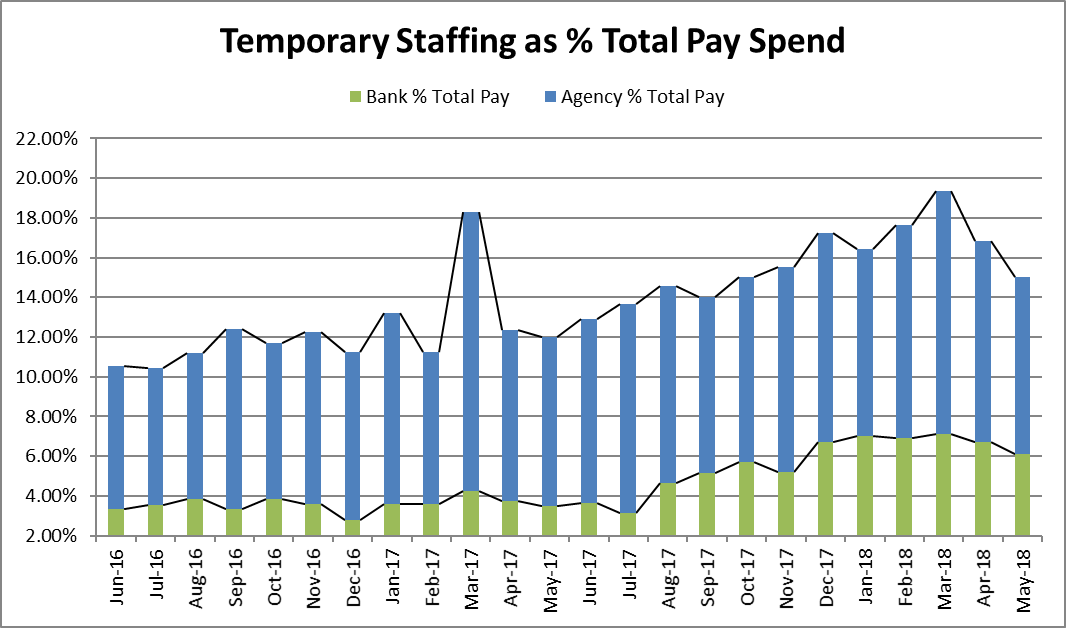 Temporary Staffing as % Total Pay Spend
Bank % Total Pay
Agency % Total Pay
22.00%
20.00%
18.00%
16.00%
14.00%
12.00%
10.00%
8.00%
6.00%
4.00%
2.00%
Jun-16
Jul-16
Aug-16
Sep-16
Oct-16
Nov-16
Dec-16
Jan-17
Feb-17
Mar-17
Apr-17
May-17
Jun-17
Jul-17
Aug-17
Sep-17
Oct-17
Nov-17
Dec-17
Jan-18
Feb-18
Mar-18
Apr-18
May-18